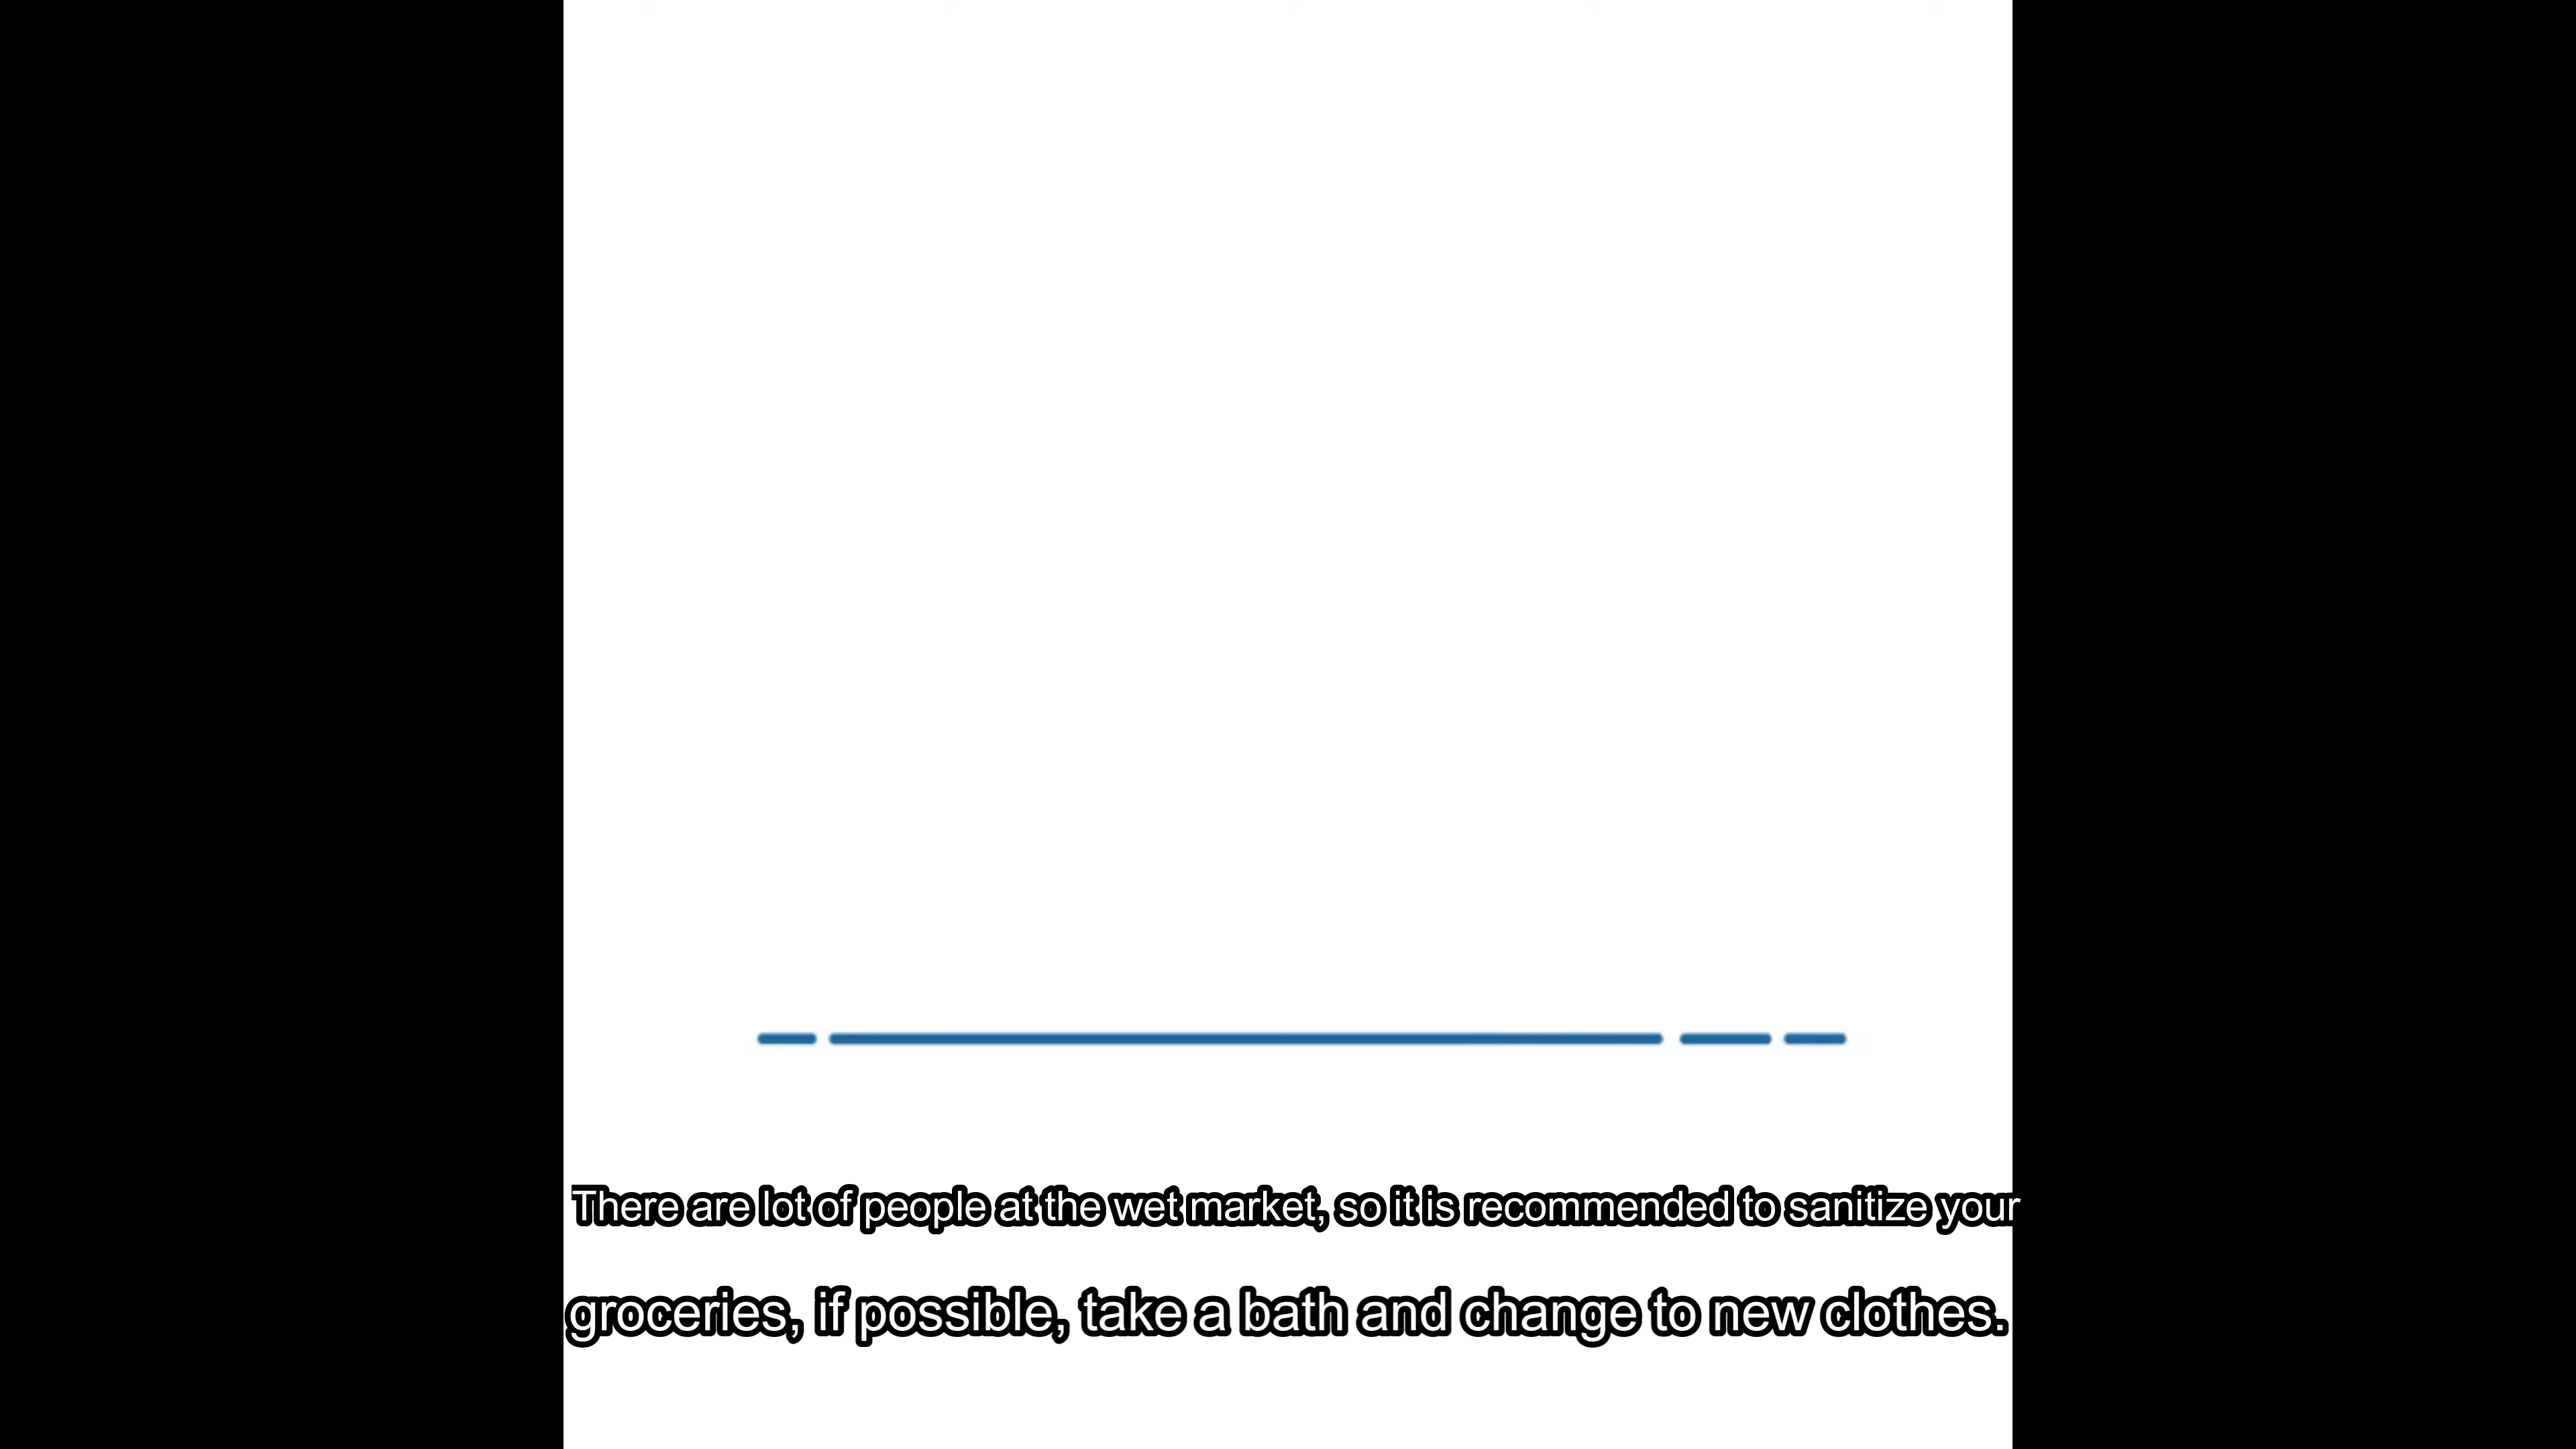 There are lot of people at the wet market, so it is recommended to sanitize your
groceries, if possible, take a bath and change to new clothes.